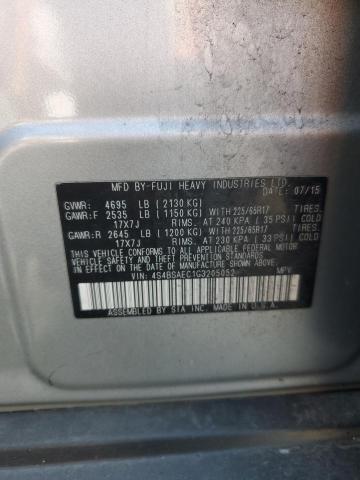 MFD BY-FUJI HEAVY INDUSTRIES LTD.
DATE: 07/15
GVWR: 4695 LB (2130 KG)
GAWR:F 2535 LB (1150 KG) WITH 225/65R17 TIRES.
17X7J RIMS. AT 240 KPA (35 PSI) COLD
GAWR:R 2645 LB (1200 KG) WITH 225/65R17 TIRES.
17X7J RIMS. AT 230 KPA (33 PSI) COLD
THIS VEHICLE CONFORMS TO ALL APPLICABLE FEDERAL MOTOR
VEHICLE SAFETY AND THEFT PREVENTION STANDARDS IN EFFECT
ON THE DATE OF MANUFACTURE SHOWN ABOVE.
VIN: 4S4BSAEC1G3205052 MPV
ASSEMBLED BY SIA INC. MADE IN U.S.A.